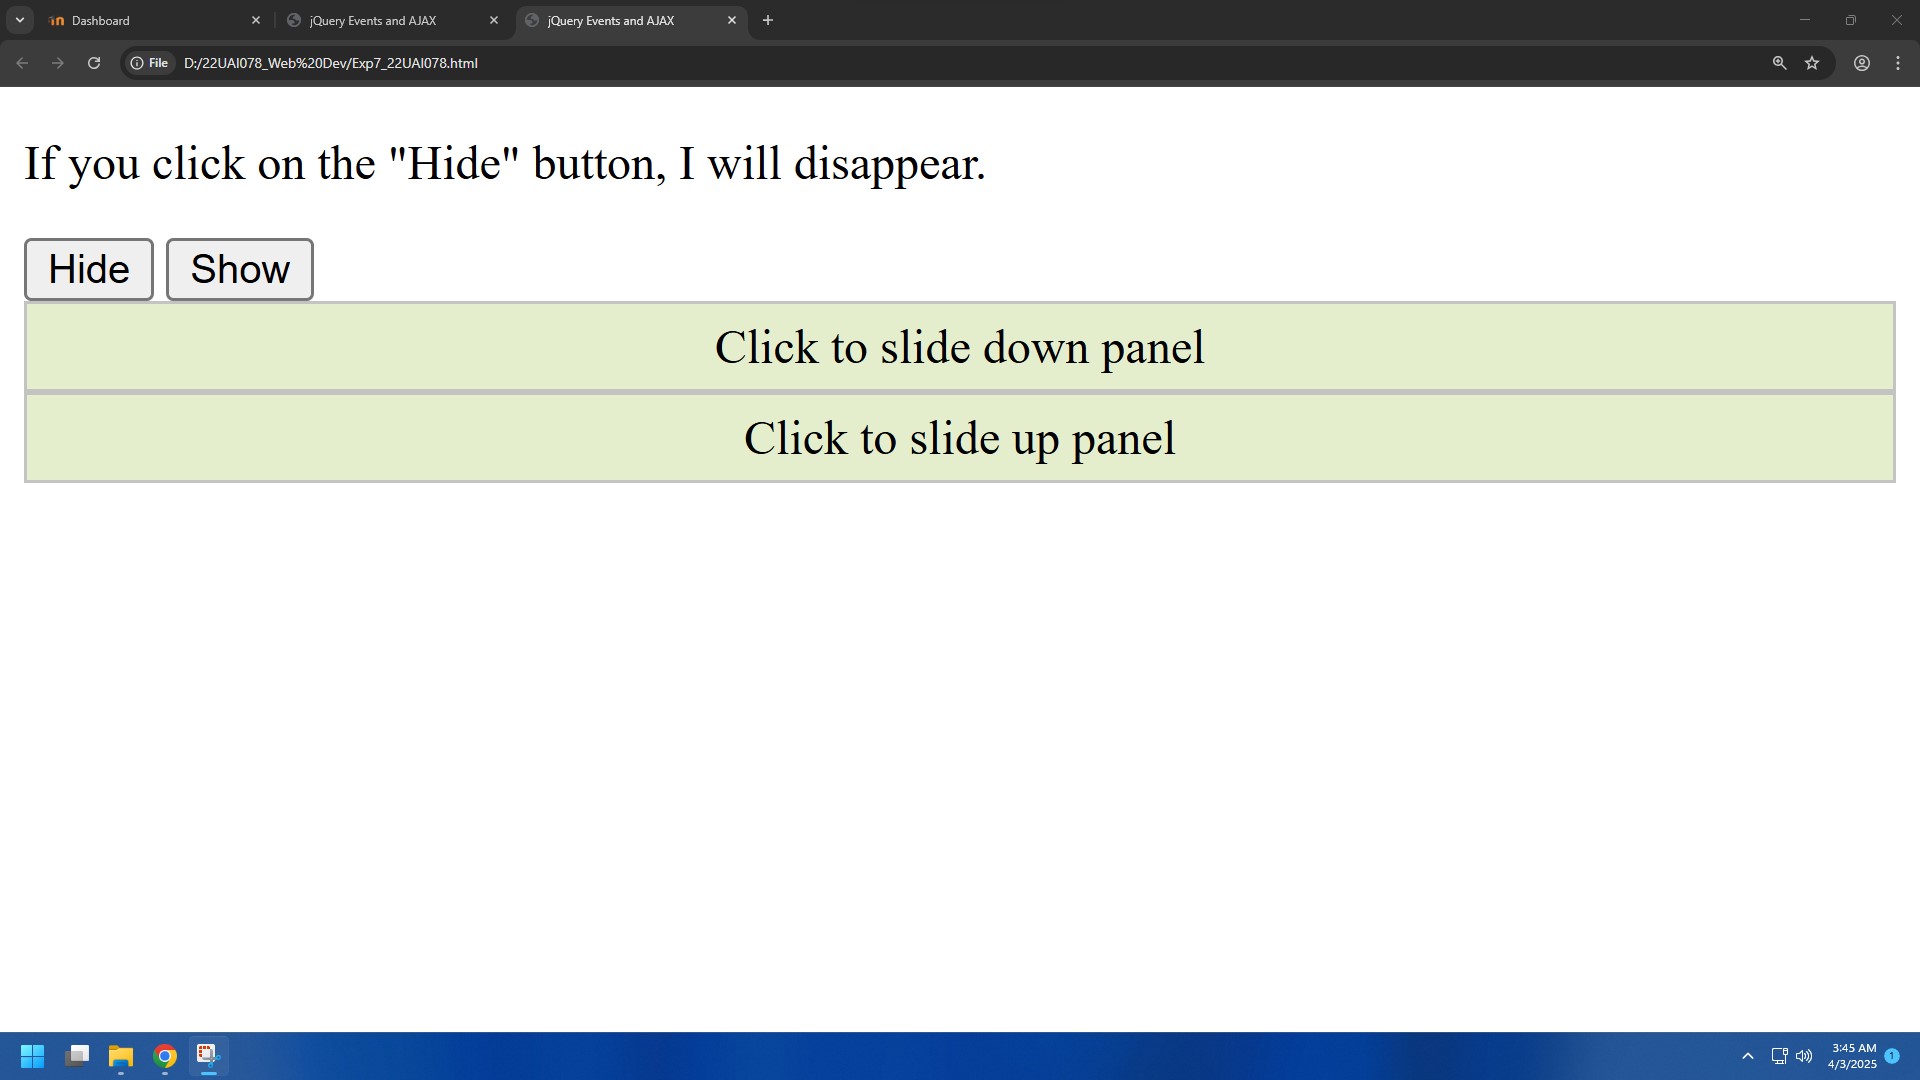 Dashboard
jQuery Events and AJAX
jQuery Events and AJAX
File
D:/22UAI078_Web%20Dev/Exp7_22UAI078.html
If you click on the "Hide" button, I will disappear.
Hide
Show
Click to slide down panel
Click to slide up panel
3:45 AM
4/3/2025
1